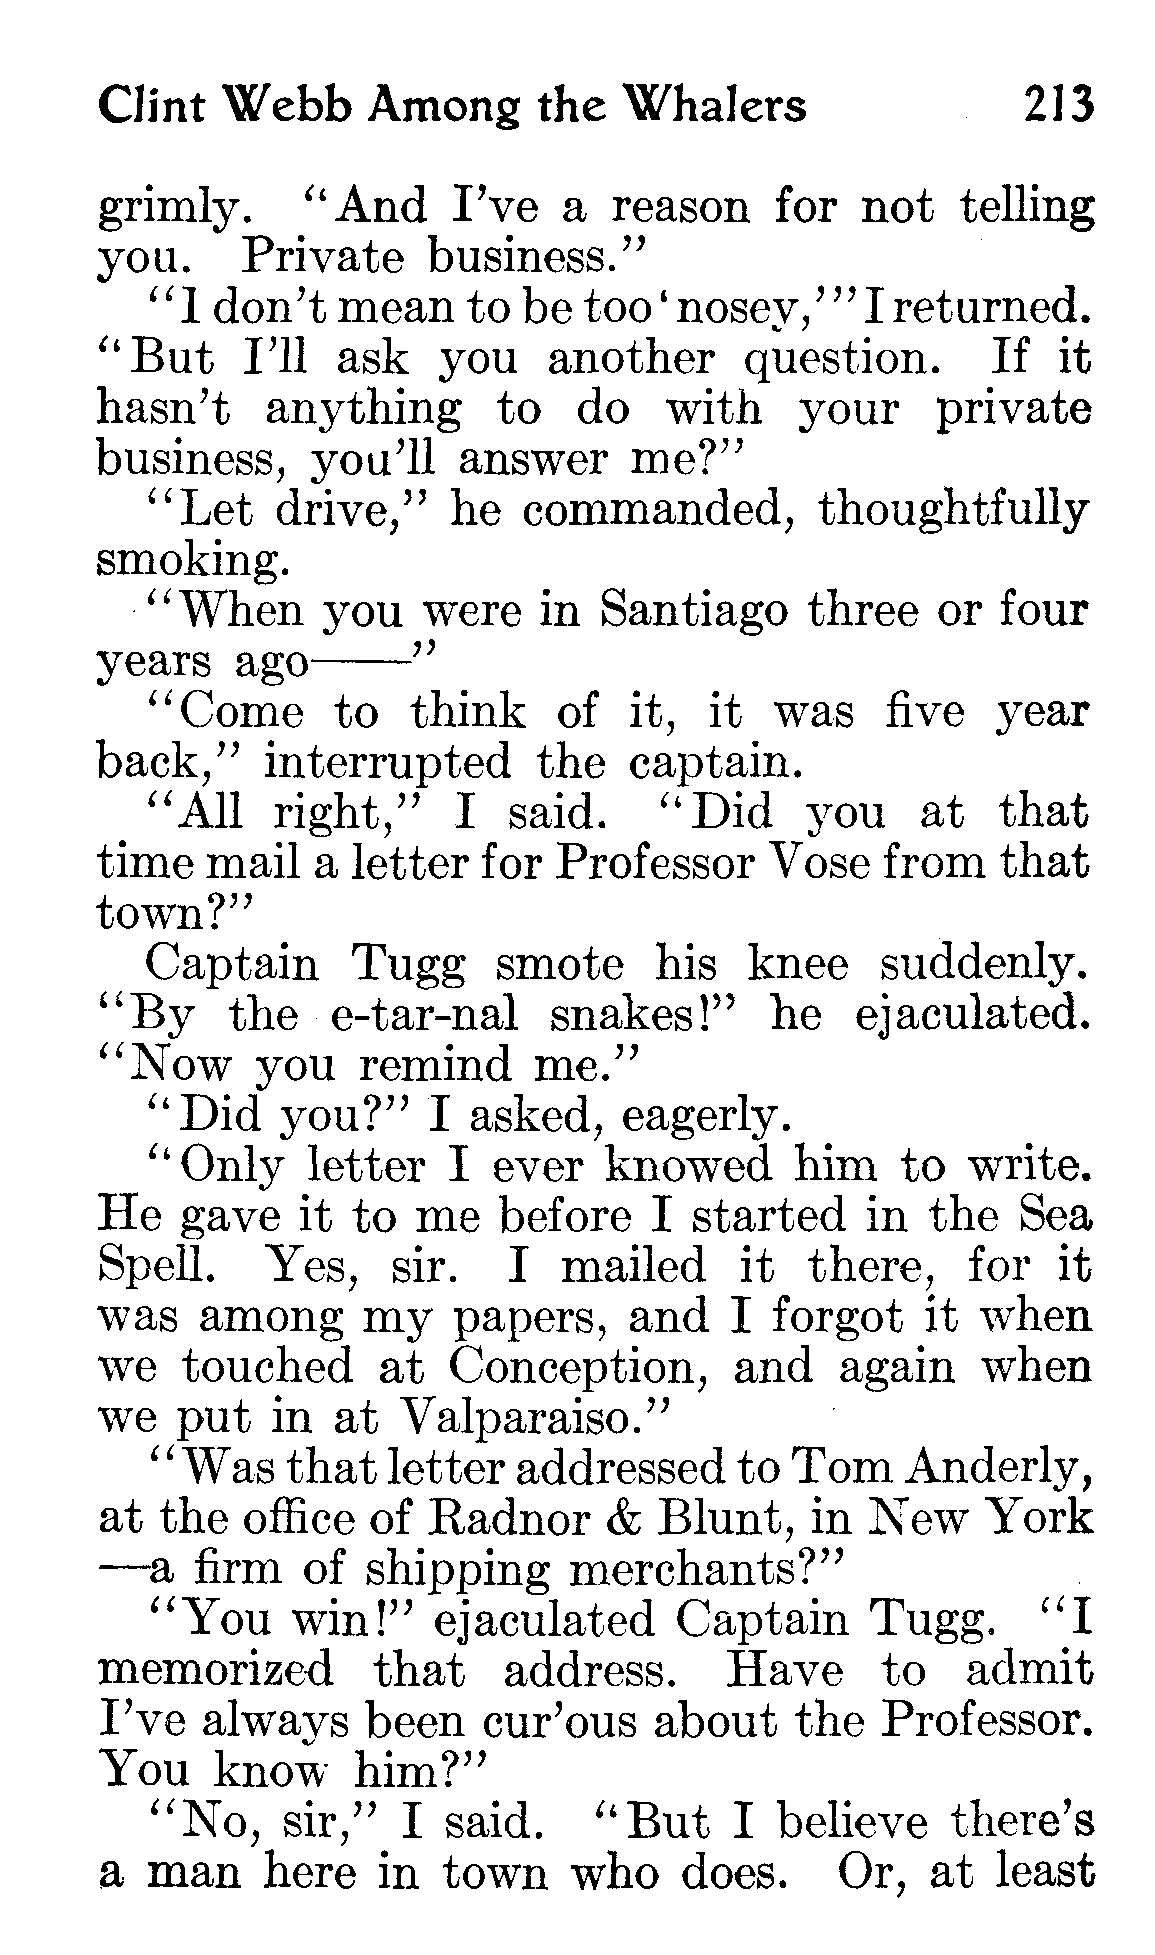 Clint Webb Among the Whalers 213
grimly. "And I've a reason for not telling
you. Private business."
"I don't mean to be too 'nosey,'" I returned.
"But I'll ask you another question. If it
hasn't anything to do with your private
business, you'll answer me?"
"Let drive," he commanded, thoughtfully
smoking.
"When you were in Santiago three or four
years ago——"
"Come to think of it, it was five year
back," interrupted the captain.
"All right," I said. "Did you at that
time mail a letter for Professor Vose from that
town?"
Captain Tugg smote his knee suddenly.
"By the e-tar-nal snakes!" he ejaculated.
"Now you remind me."
"Did you?" I asked, eagerly.
"Only letter I ever knowed him to write.
He gave it to me before I started in the Sea
Spell. Yes, sir. I mailed it there, for it
was among my papers, and I forgot it when
we touched at Conception, and again when
we put in at Valparaiso."
"Was that letter addressed to Tom Anderly,
at the office of Radnor & Blunt, in New York
—a firm of shipping merchants?"
"You win!" ejaculated Captain Tugg. "I
memorized that address. Have to admit
I've always been cur'ous about the Professor.
You know him?"
"No, sir," I said. "But I believe there's
a man here in town who does. Or, at least